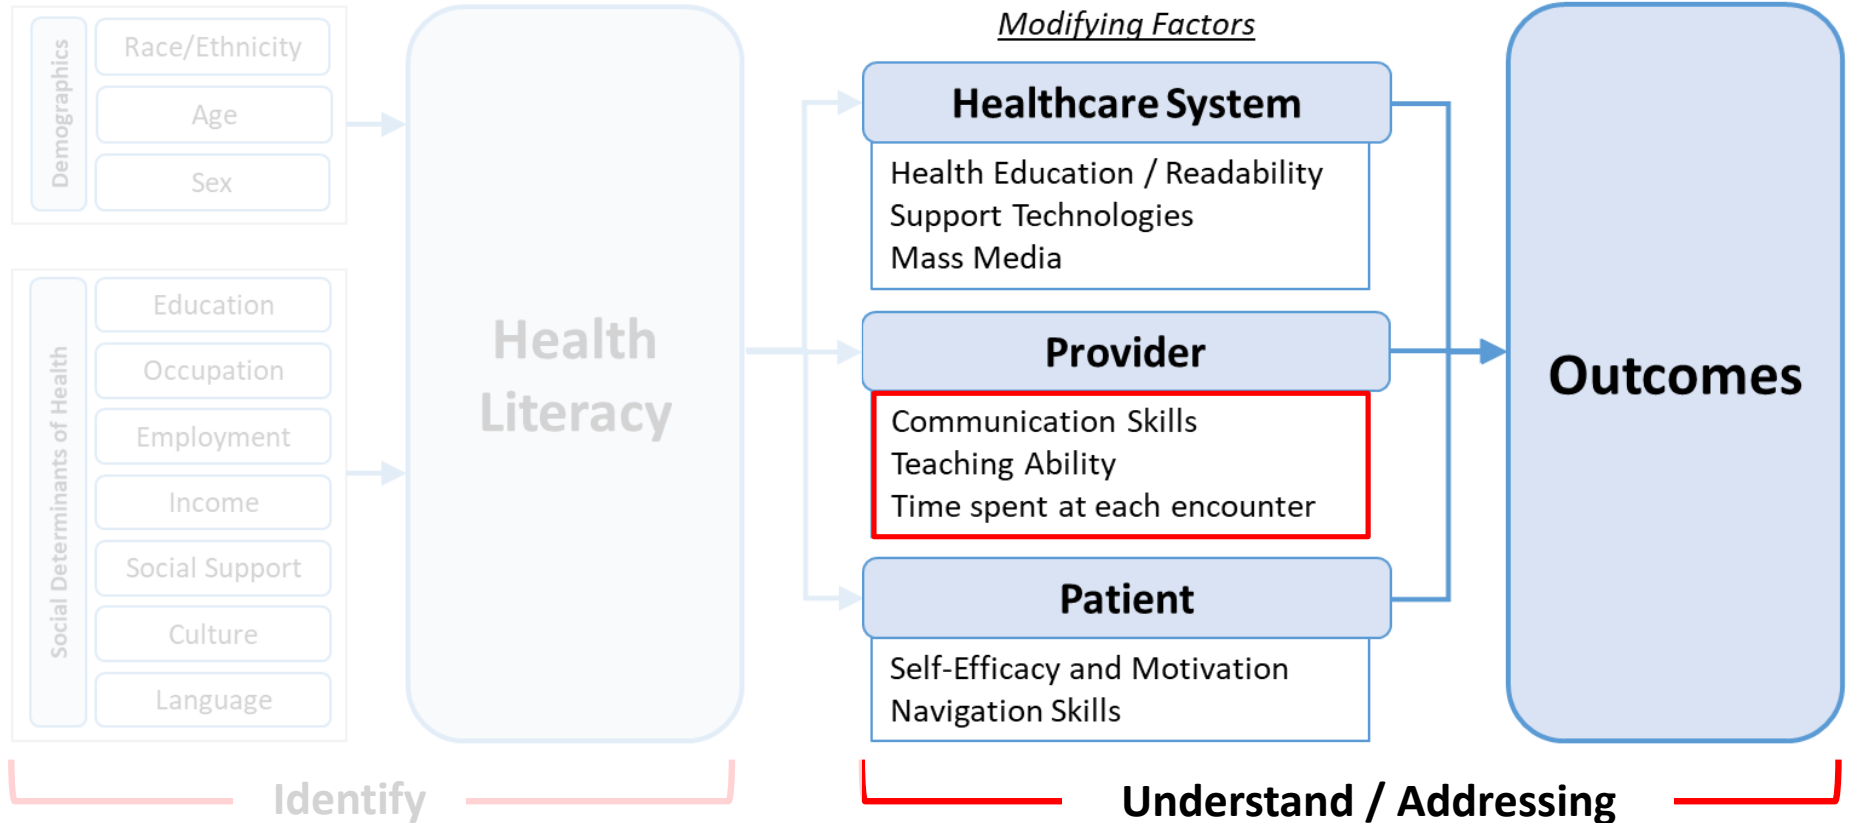 Demographics
Race/Ethnicity
Age
Sex
Social Determinants of Health
Education
Occupation
Employment
Income
Social Support
Culture
Language
Health
Literacy
Identify
Modifying Factors
Healthcare System
Health Education / Readability
Support Technologies
Mass Media
Provider
Communication Skills
Teaching Ability
Time spent at each encounter
Patient
Self-Efficacy and Motivation
Navigation Skills
Outcomes
Understand / Addressing